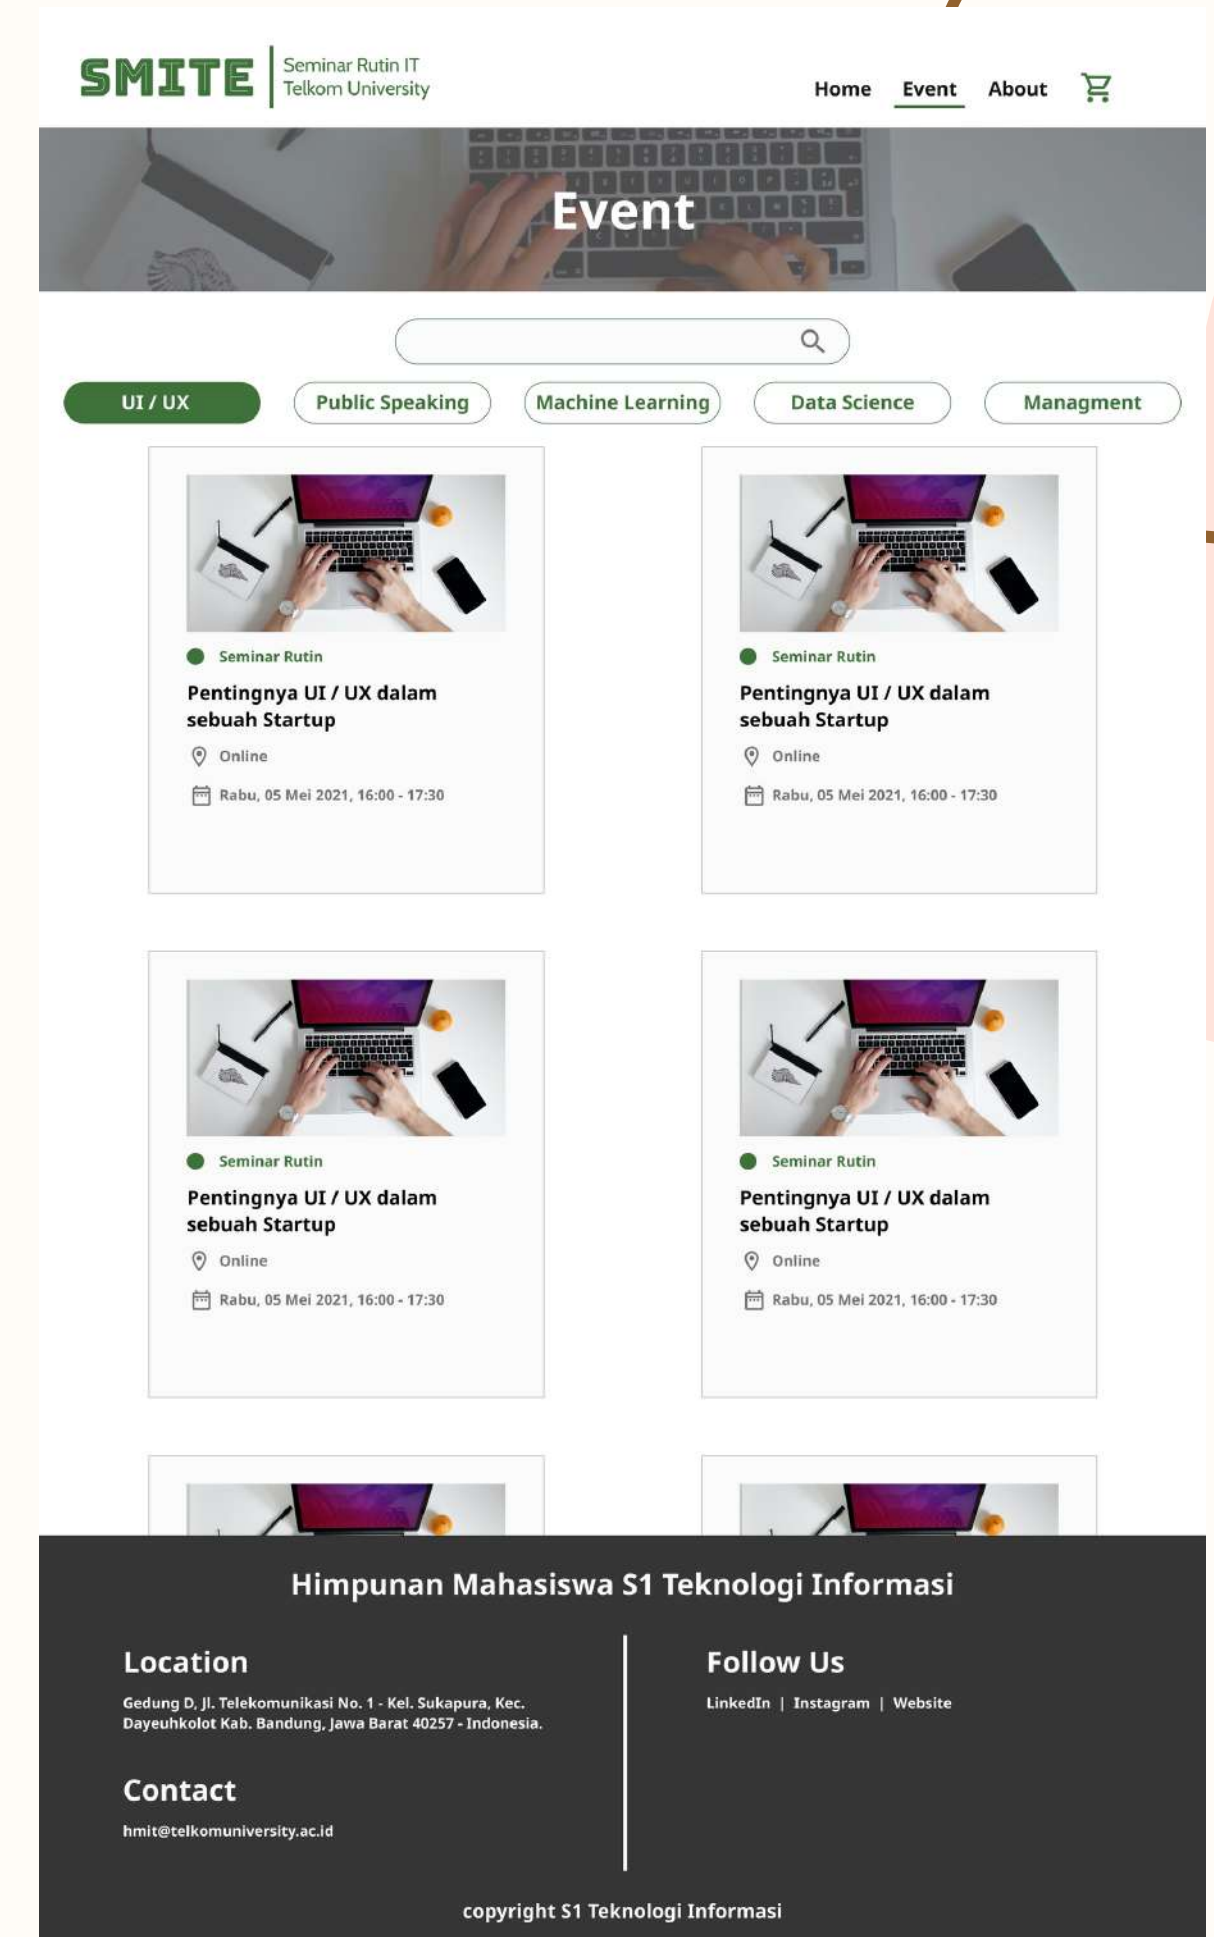 SMITE
Seminar Rutin IT
Telkom University
Home Event About
Event
UI / UX Public Speaking Machine Learning Data Science Managment
Seminar Rutin
Pentingnya UI / UX dalam
sebuah Startup
Online
Rabu, 05 Mei 2021, 16:00 - 17:30
Seminar Rutin
Pentingnya UI / UX dalam
sebuah Startup
Online
Rabu, 05 Mei 2021, 16:00 - 17:30
Seminar Rutin
Pentingnya UI / UX dalam
sebuah Startup
Online
Rabu, 05 Mei 2021, 16:00 - 17:30
Seminar Rutin
Pentingnya UI / UX dalam
sebuah Startup
Online
Rabu, 05 Mei 2021, 16:00 - 17:30
Himpunan Mahasiswa S1 Teknologi Informasi
Location
Gedung D, Jl. Telekomunikasi No. 1 - Kel. Sukapura, Kec.
Dayeuhkolot Kab. Bandung, Jawa Barat 40257 - Indonesia.
Contact
hmit@telkomuniversity.ac.id
Follow Us
LinkedIn | Instagram | Website
copyright S1 Teknologi Informasi